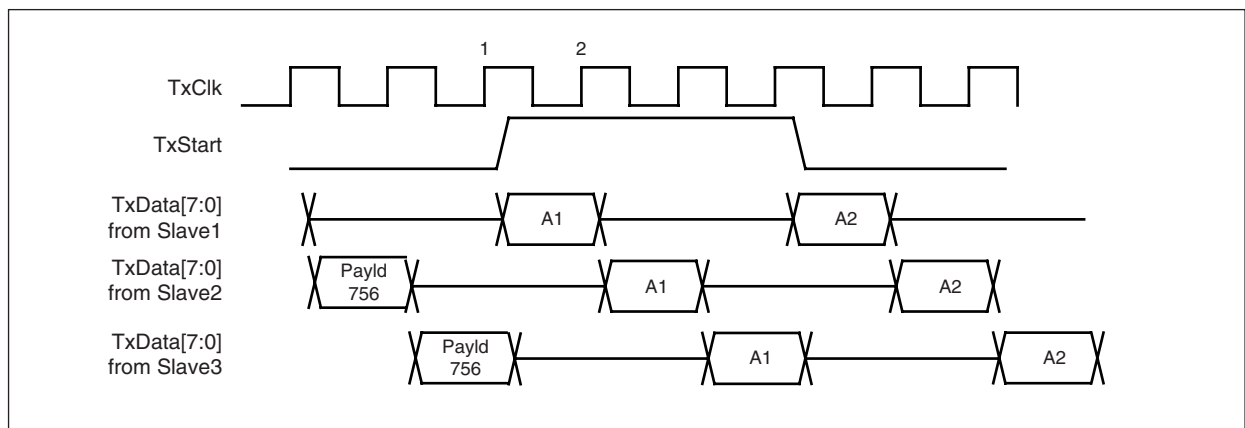 1 2
TxClk
TxStart
TxData[7:0]
from Slave1
A1 A2
TxData[7:0]
from Slave2
Payld
756
A1 A2
TxData[7:0]
from Slave3
Payld
756
A1 A2